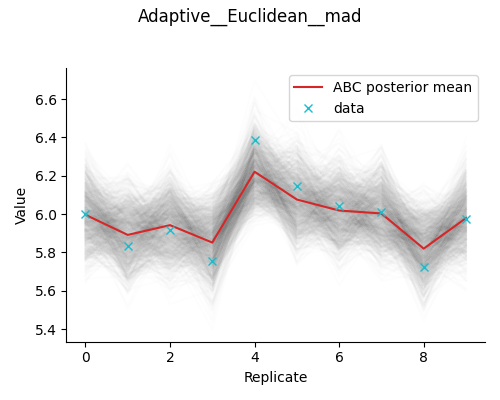 Adaptive__Euclidean__mad
ABC posterior mean
data
6.6
6.4
6.2
6.0
5.8
5.6
5.4
Value
0
2
4
6
8
Replicate